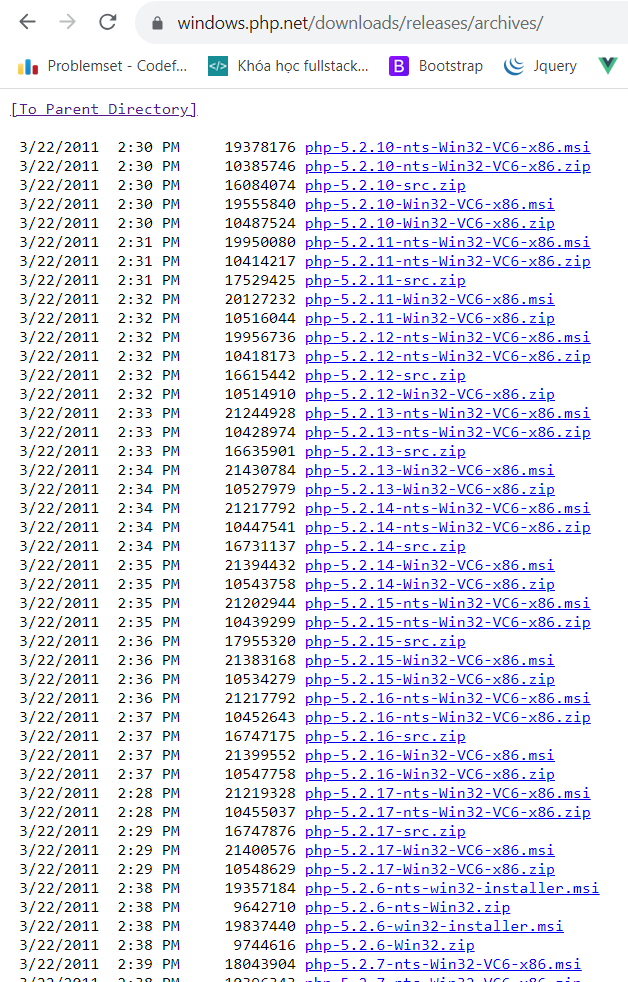 windows.php.net/downloads/releases/archives/
Problemset - Codef... Khóa học fullstack... B Bootstrap Jquery
[To Parent Directory]
3/22/2011 2:30 PM 19378176 php-5.2.10-nts-Win32-VC6-x86.msi
3/22/2011 2:30 PM 10385746 php-5.2.10-nts-Win32-VC6-x86.zip
3/22/2011 2:30 PM 16084074 php-5.2.10-src.zip
3/22/2011 2:30 PM 19555840 php-5.2.10-Win32-VC6-x86.msi
3/22/2011 2:30 PM 10487524 php-5.2.10-Win32-VC6-x86.zip
3/22/2011 2:31 PM 19950080 php-5.2.11-nts-Win32-VC6-x86.msi
3/22/2011 2:31 PM 10414217 php-5.2.11-nts-Win32-VC6-x86.zip
3/22/2011 2:31 PM 17529425 php-5.2.11-src.zip
3/22/2011 2:32 PM 20127232 php-5.2.11-Win32-VC6-x86.msi
3/22/2011 2:32 PM 10516044 php-5.2.11-Win32-VC6-x86.zip
3/22/2011 2:32 PM 19956736 php-5.2.12-nts-Win32-VC6-x86.msi
3/22/2011 2:32 PM 10418173 php-5.2.12-nts-Win32-VC6-x86.zip
3/22/2011 2:32 PM 16615442 php-5.2.12-src.zip
3/22/2011 2:32 PM 10514910 php-5.2.12-Win32-VC6-x86.zip
3/22/2011 2:33 PM 21244928 php-5.2.13-nts-Win32-VC6-x86.msi
3/22/2011 2:33 PM 10428974 php-5.2.13-nts-Win32-VC6-x86.zip
3/22/2011 2:33 PM 16635901 php-5.2.13-src.zip
3/22/2011 2:34 PM 21430784 php-5.2.13-Win32-VC6-x86.msi
3/22/2011 2:34 PM 10527979 php-5.2.13-Win32-VC6-x86.zip
3/22/2011 2:34 PM 21217792 php-5.2.14-nts-Win32-VC6-x86.msi
3/22/2011 2:34 PM 10447541 php-5.2.14-nts-Win32-VC6-x86.zip
3/22/2011 2:34 PM 16731137 php-5.2.14-src.zip
3/22/2011 2:35 PM 21394432 php-5.2.14-Win32-VC6-x86.msi
3/22/2011 2:35 PM 10543758 php-5.2.14-Win32-VC6-x86.zip
3/22/2011 2:35 PM 21202944 php-5.2.15-nts-Win32-VC6-x86.msi
3/22/2011 2:35 PM 10439299 php-5.2.15-nts-Win32-VC6-x86.zip
3/22/2011 2:36 PM 17955320 php-5.2.15-src.zip
3/22/2011 2:36 PM 21383168 php-5.2.15-Win32-VC6-x86.msi
3/22/2011 2:36 PM 10534279 php-5.2.15-Win32-VC6-x86.zip
3/22/2011 2:36 PM 21217792 php-5.2.16-nts-Win32-VC6-x86.msi
3/22/2011 2:37 PM 10452643 php-5.2.16-nts-Win32-VC6-x86.zip
3/22/2011 2:37 PM 16747175 php-5.2.16-src.zip
3/22/2011 2:37 PM 21399552 php-5.2.16-Win32-VC6-x86.msi
3/22/2011 2:37 PM 10547758 php-5.2.16-Win32-VC6-x86.zip
3/22/2011 2:28 PM 21219328 php-5.2.17-nts-Win32-VC6-x86.msi
3/22/2011 2:28 PM 10455037 php-5.2.17-nts-Win32-VC6-x86.zip
3/22/2011 2:29 PM 16747876 php-5.2.17-src.zip
3/22/2011 2:29 PM 21400576 php-5.2.17-Win32-VC6-x86.msi
3/22/2011 2:29 PM 10548629 php-5.2.17-Win32-VC6-x86.zip
3/22/2011 2:38 PM 19357184 php-5.2.6-nts-win32-installer.msi
3/22/2011 2:38 PM 9642710 php-5.2.6-nts-Win32.zip
3/22/2011 2:38 PM 19837440 php-5.2.6-win32-installer.msi
3/22/2011 2:38 PM 9744616 php-5.2.6-Win32.zip
3/22/2011 2:39 PM 18043904 php-5.2.7-nts-Win32-VC6-x86.msi